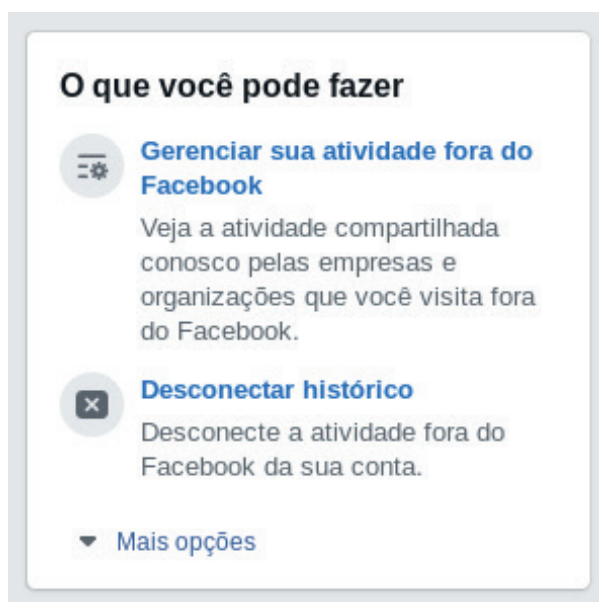 O que você pode fazer
Gerenciar sua atividade fora do
Facebook
Veja a atividade compartilhada
conosco pelas empresas e
organizações que você visita fora
do Facebook.
Desconectar histórico
Desconecte a atividade fora do
Facebook da sua conta.
Mais opções